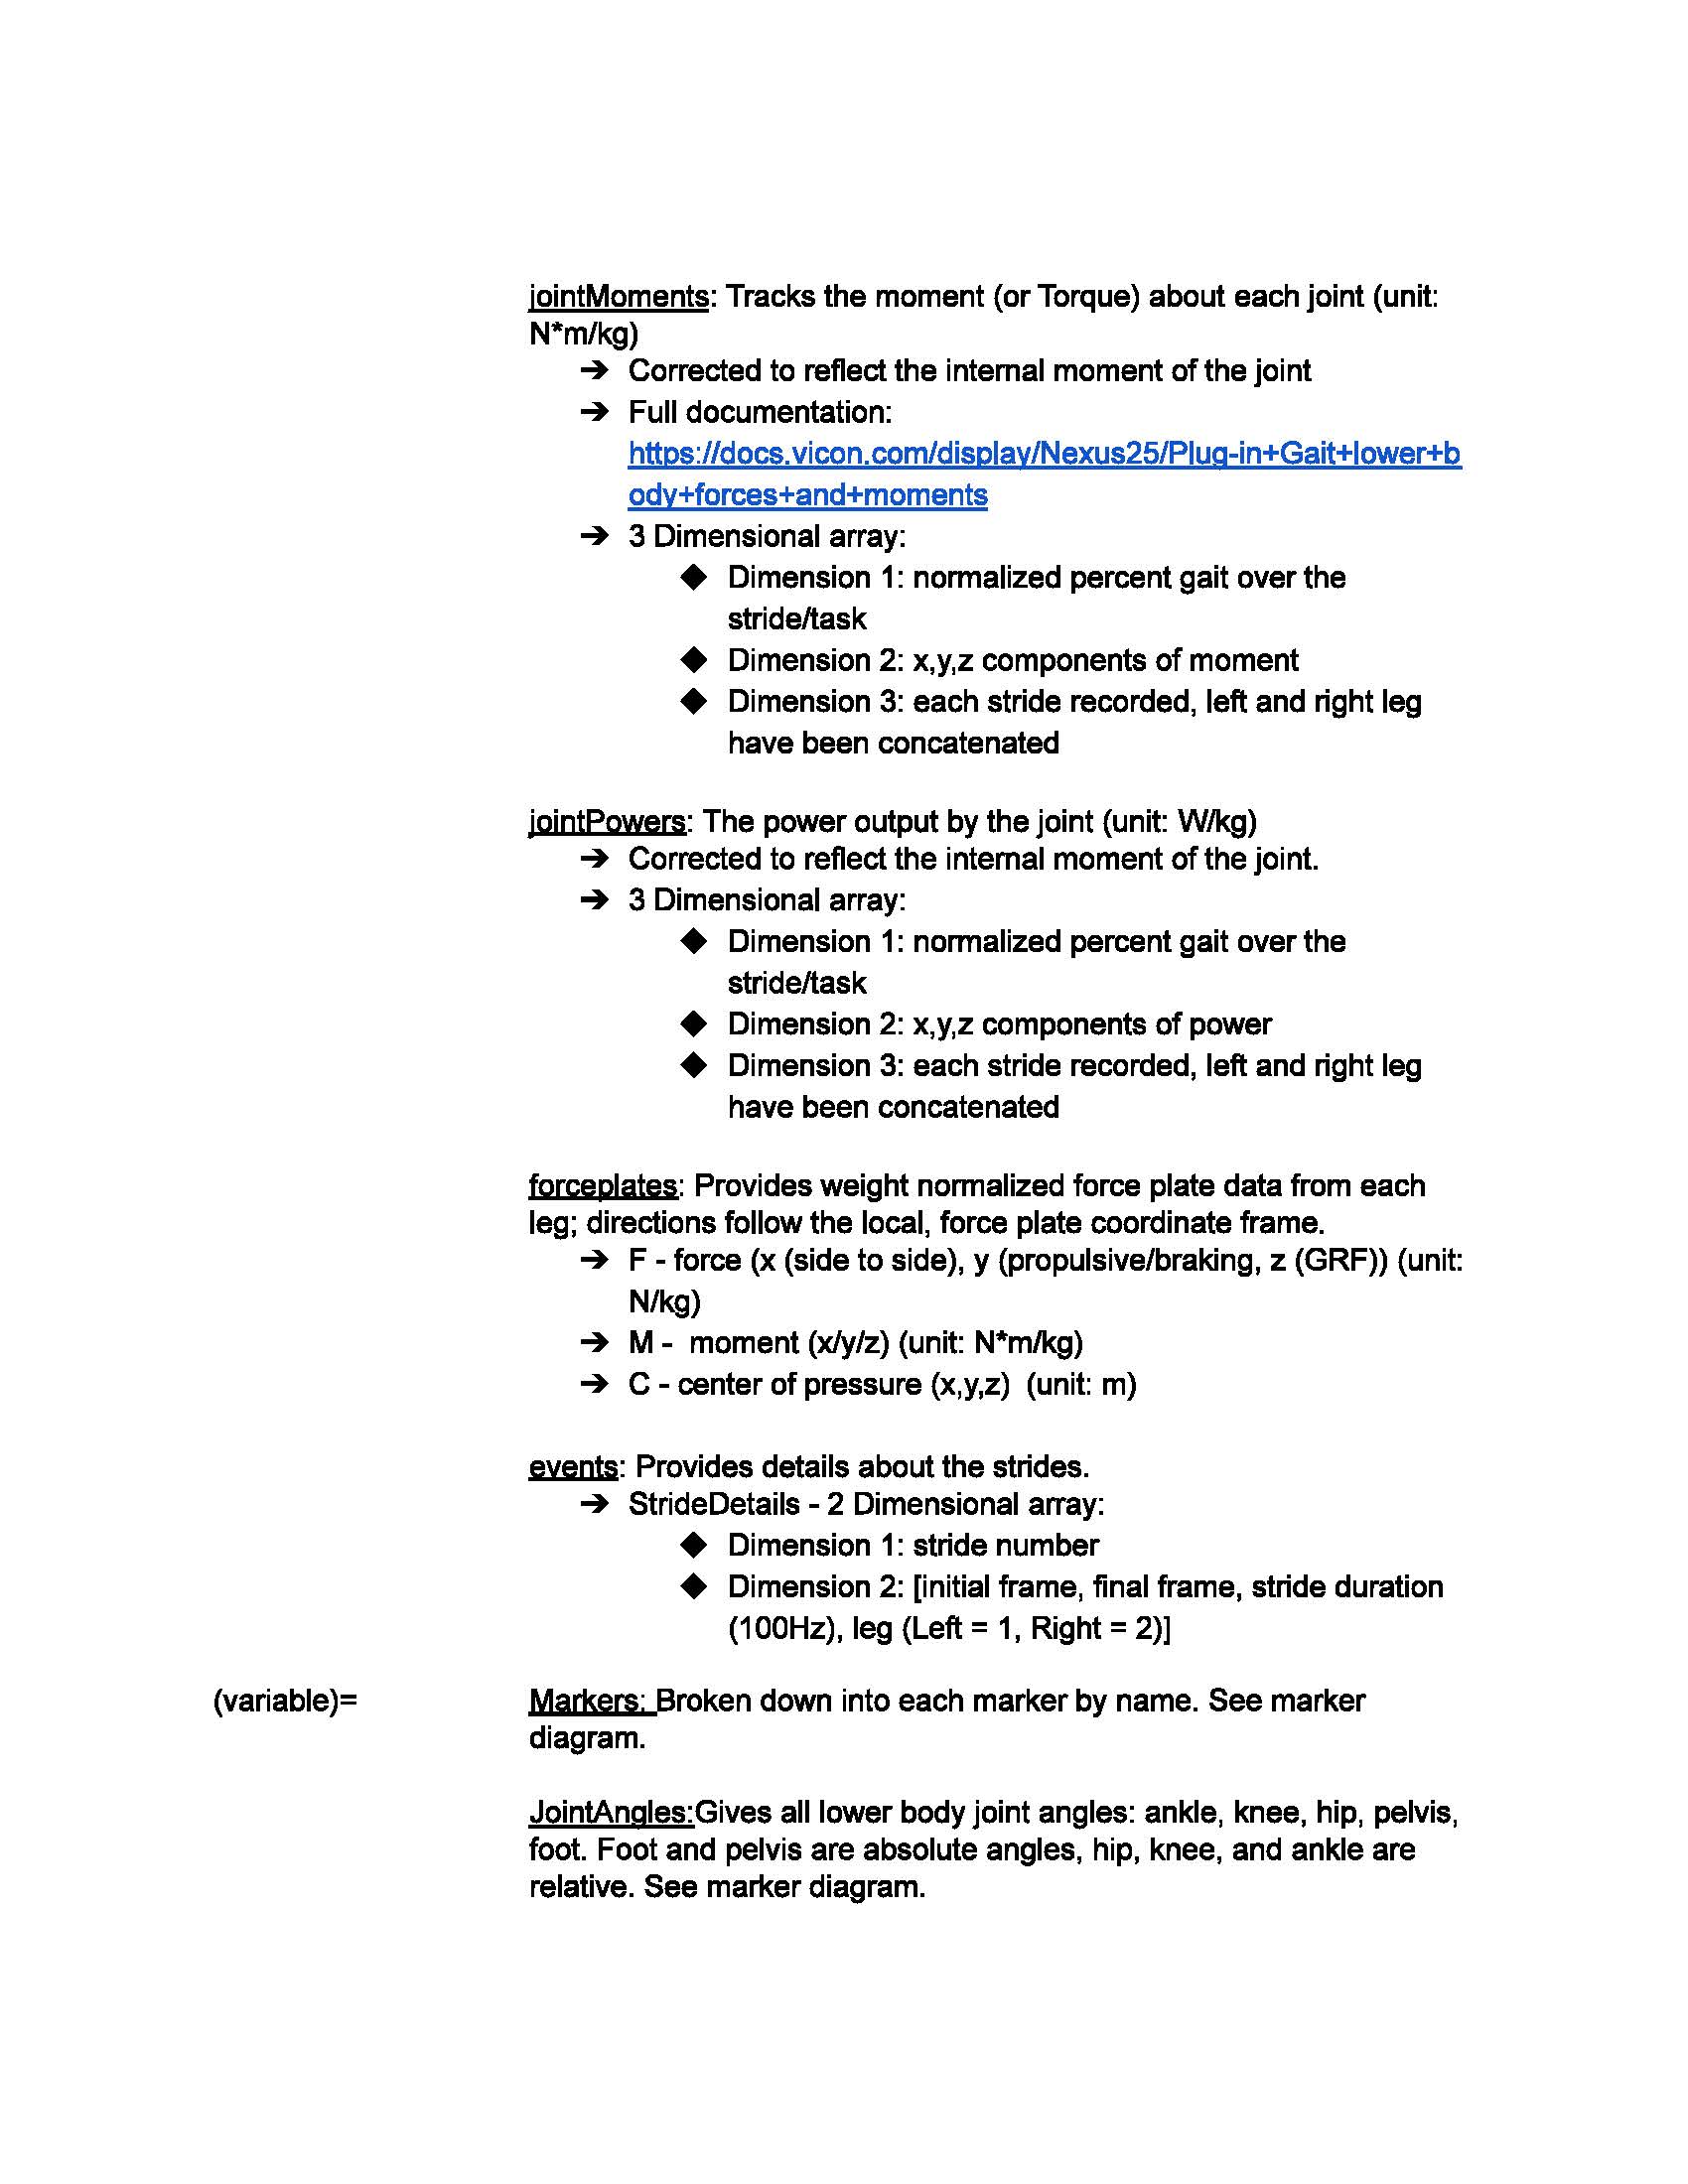 jointMoments: Tracks the moment (or Torque) about each joint (unit:
N*m/kg)
➔ Corrected to reflect the internal moment of the joint
➔ Full documentation:
https://docs.vicon.com/display/Nexus25/Plug-in+Gait+lower+b
ody+forces+and+moments
➔ 3 Dimensional array:
◆ Dimension 1: normalized percent gait over the
stride/task
◆ Dimension 2: x,y,z components of moment
◆ Dimension 3: each stride recorded, left and right leg
have been concatenated
jointPowers: The power output by the joint (unit: W/kg)
➔ Corrected to reflect the internal moment of the joint.
➔ 3 Dimensional array:
◆ Dimension 1: normalized percent gait over the
stride/task
◆ Dimension 2: x,y,z components of power
◆ Dimension 3: each stride recorded, left and right leg
have been concatenated
forceplates: Provides weight normalized force plate data from each
leg; directions follow the local, force plate coordinate frame.
➔ F - force (x (side to side), y (propulsive/braking, z (GRF)) (unit:
N/kg)
➔ M -  moment (x/y/z) (unit: N*m/kg)
➔ C - center of pressure (x,y,z)  (unit: m)
events: Provides details about the strides.
➔ StrideDetails - 2 Dimensional array:
◆ Dimension 1: stride number
◆ Dimension 2: [initial frame, final frame, stride duration
(100Hz), leg (Left = 1, Right = 2)]
(variable)= Markers: Broken down into each marker by name. See marker
diagram.
JointAngles:Gives all lower body joint angles: ankle, knee, hip, pelvis,
foot. Foot and pelvis are absolute angles, hip, knee, and ankle are
relative. See marker diagram.